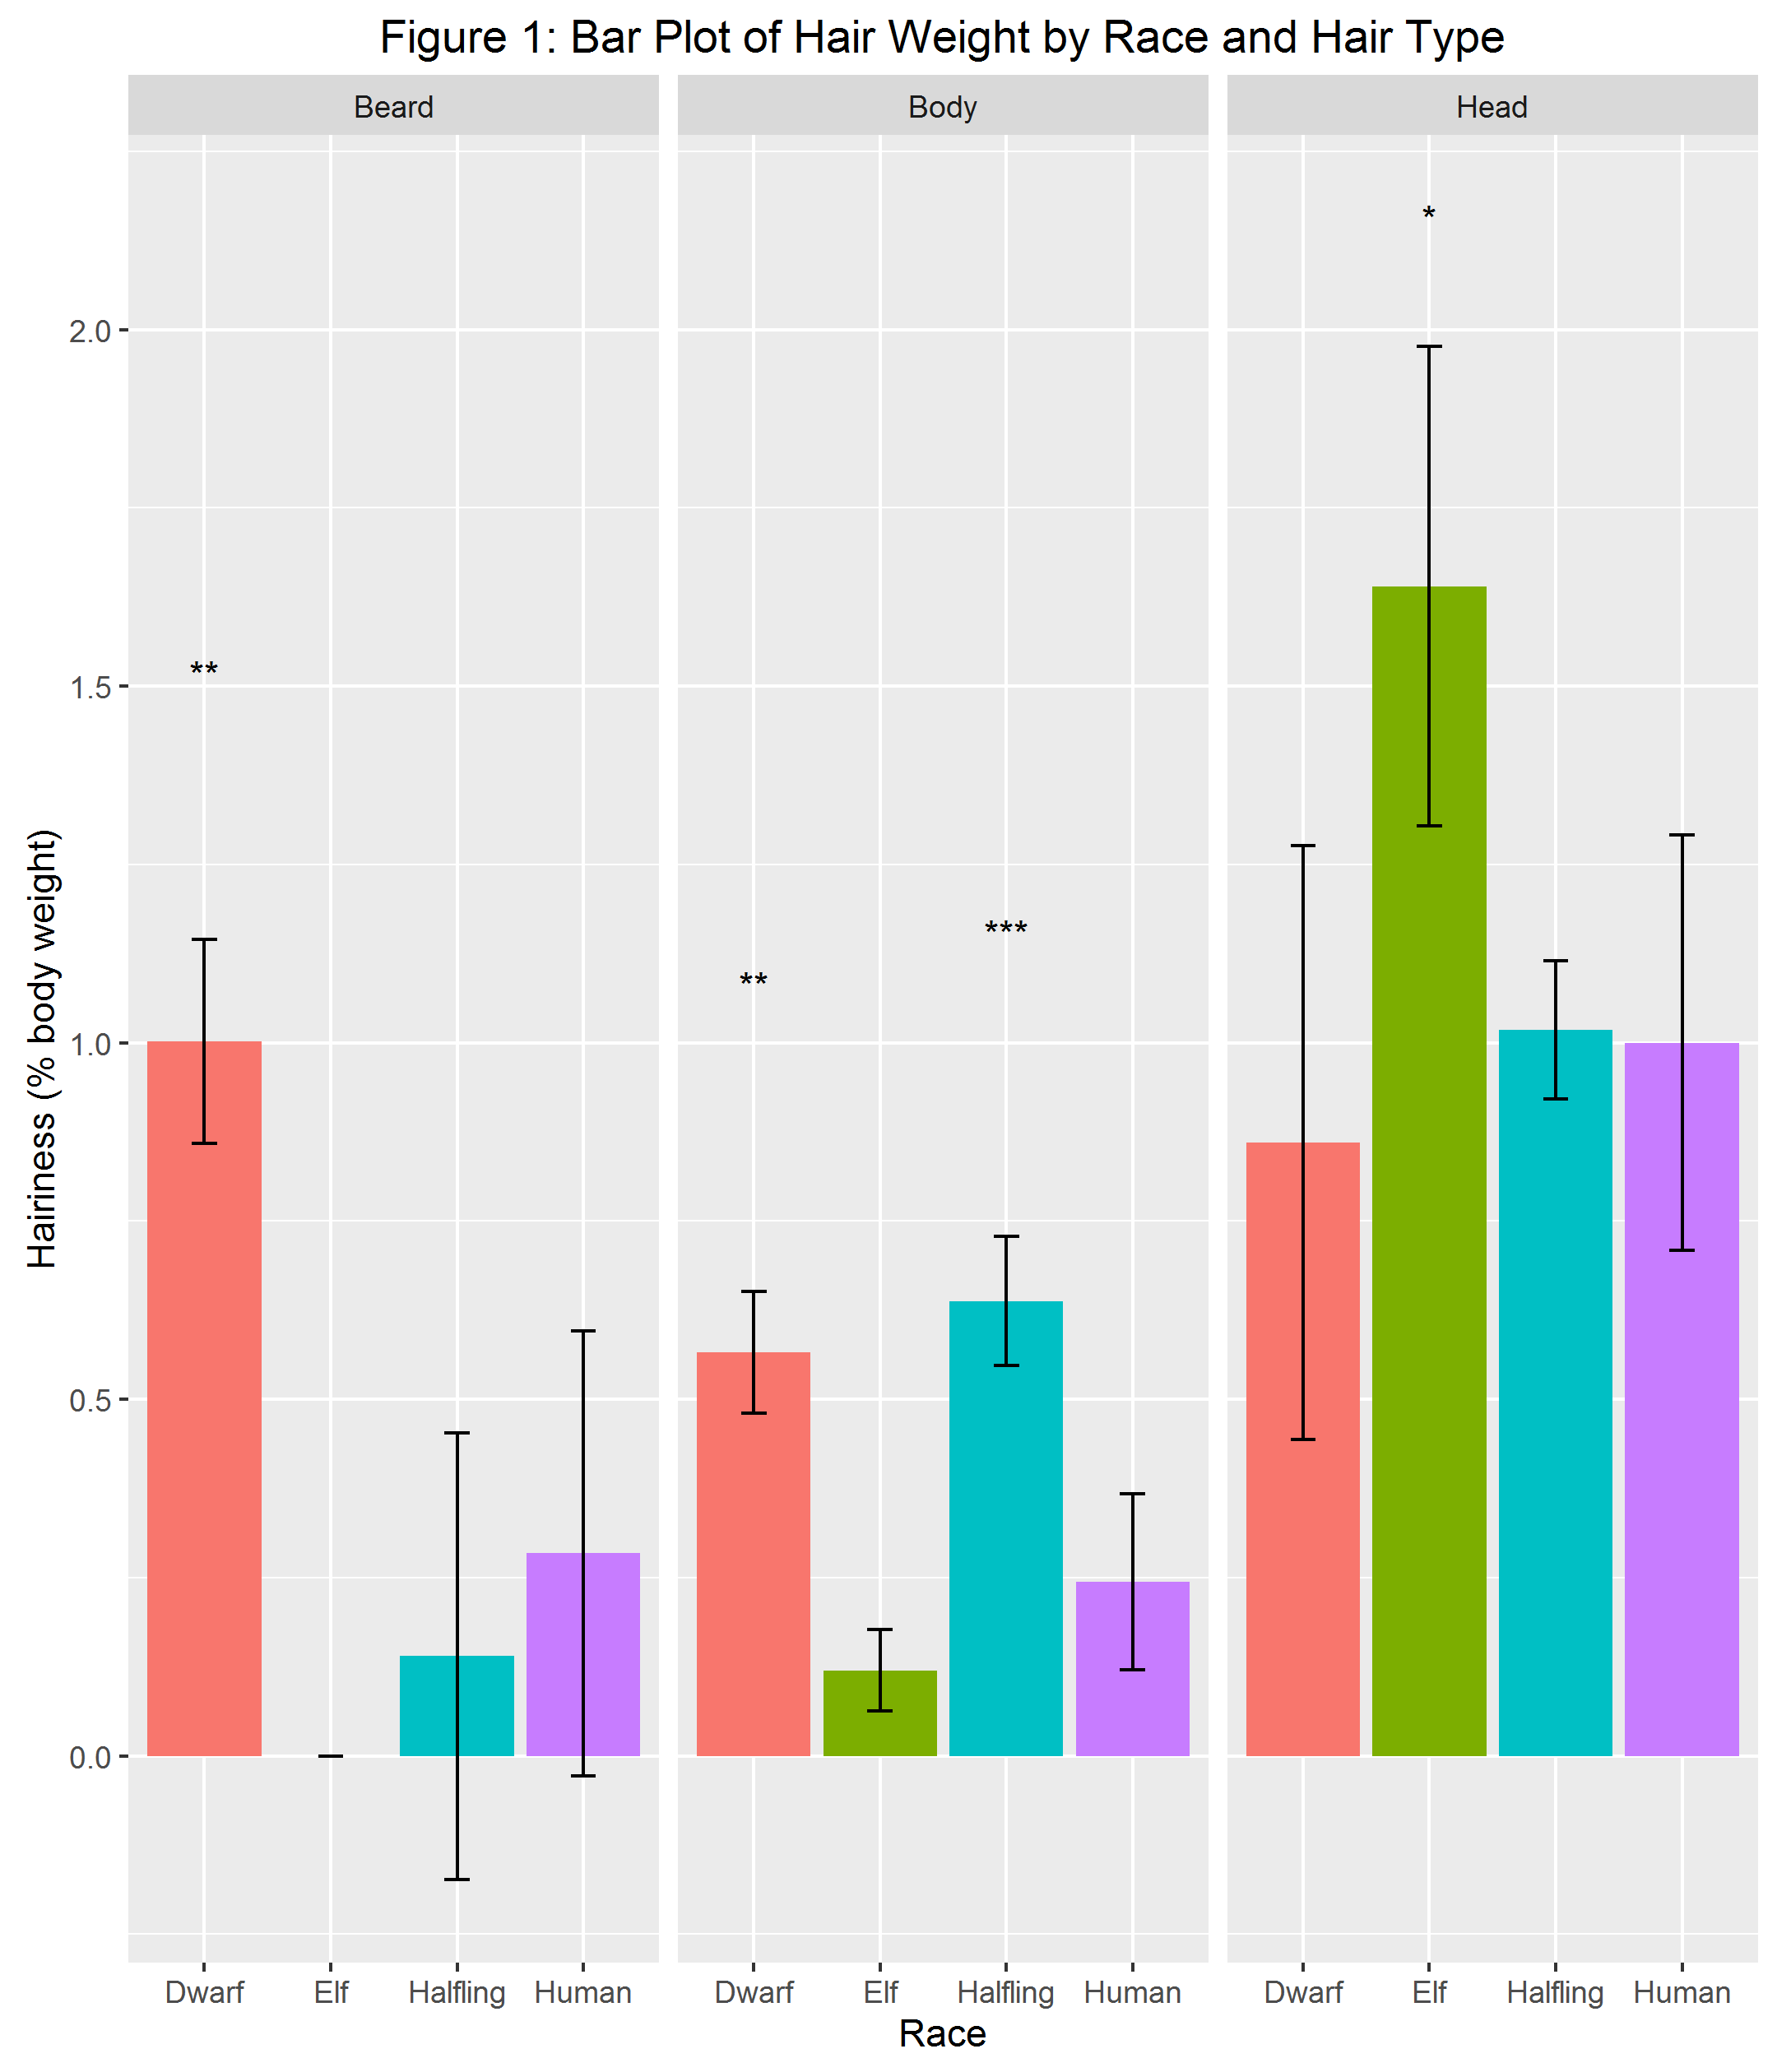 Figure 1: Bar Plot of Hair Weight by Race and Hair Type
Beard Body Head
*
2.0
**
1.5
***
**
1.0
0.5
0.0
Hairiness (% body weight)
Dwarf Elf Halfling Human Dwarf Elf Halfling Human Dwarf Elf Halfling Human
Race